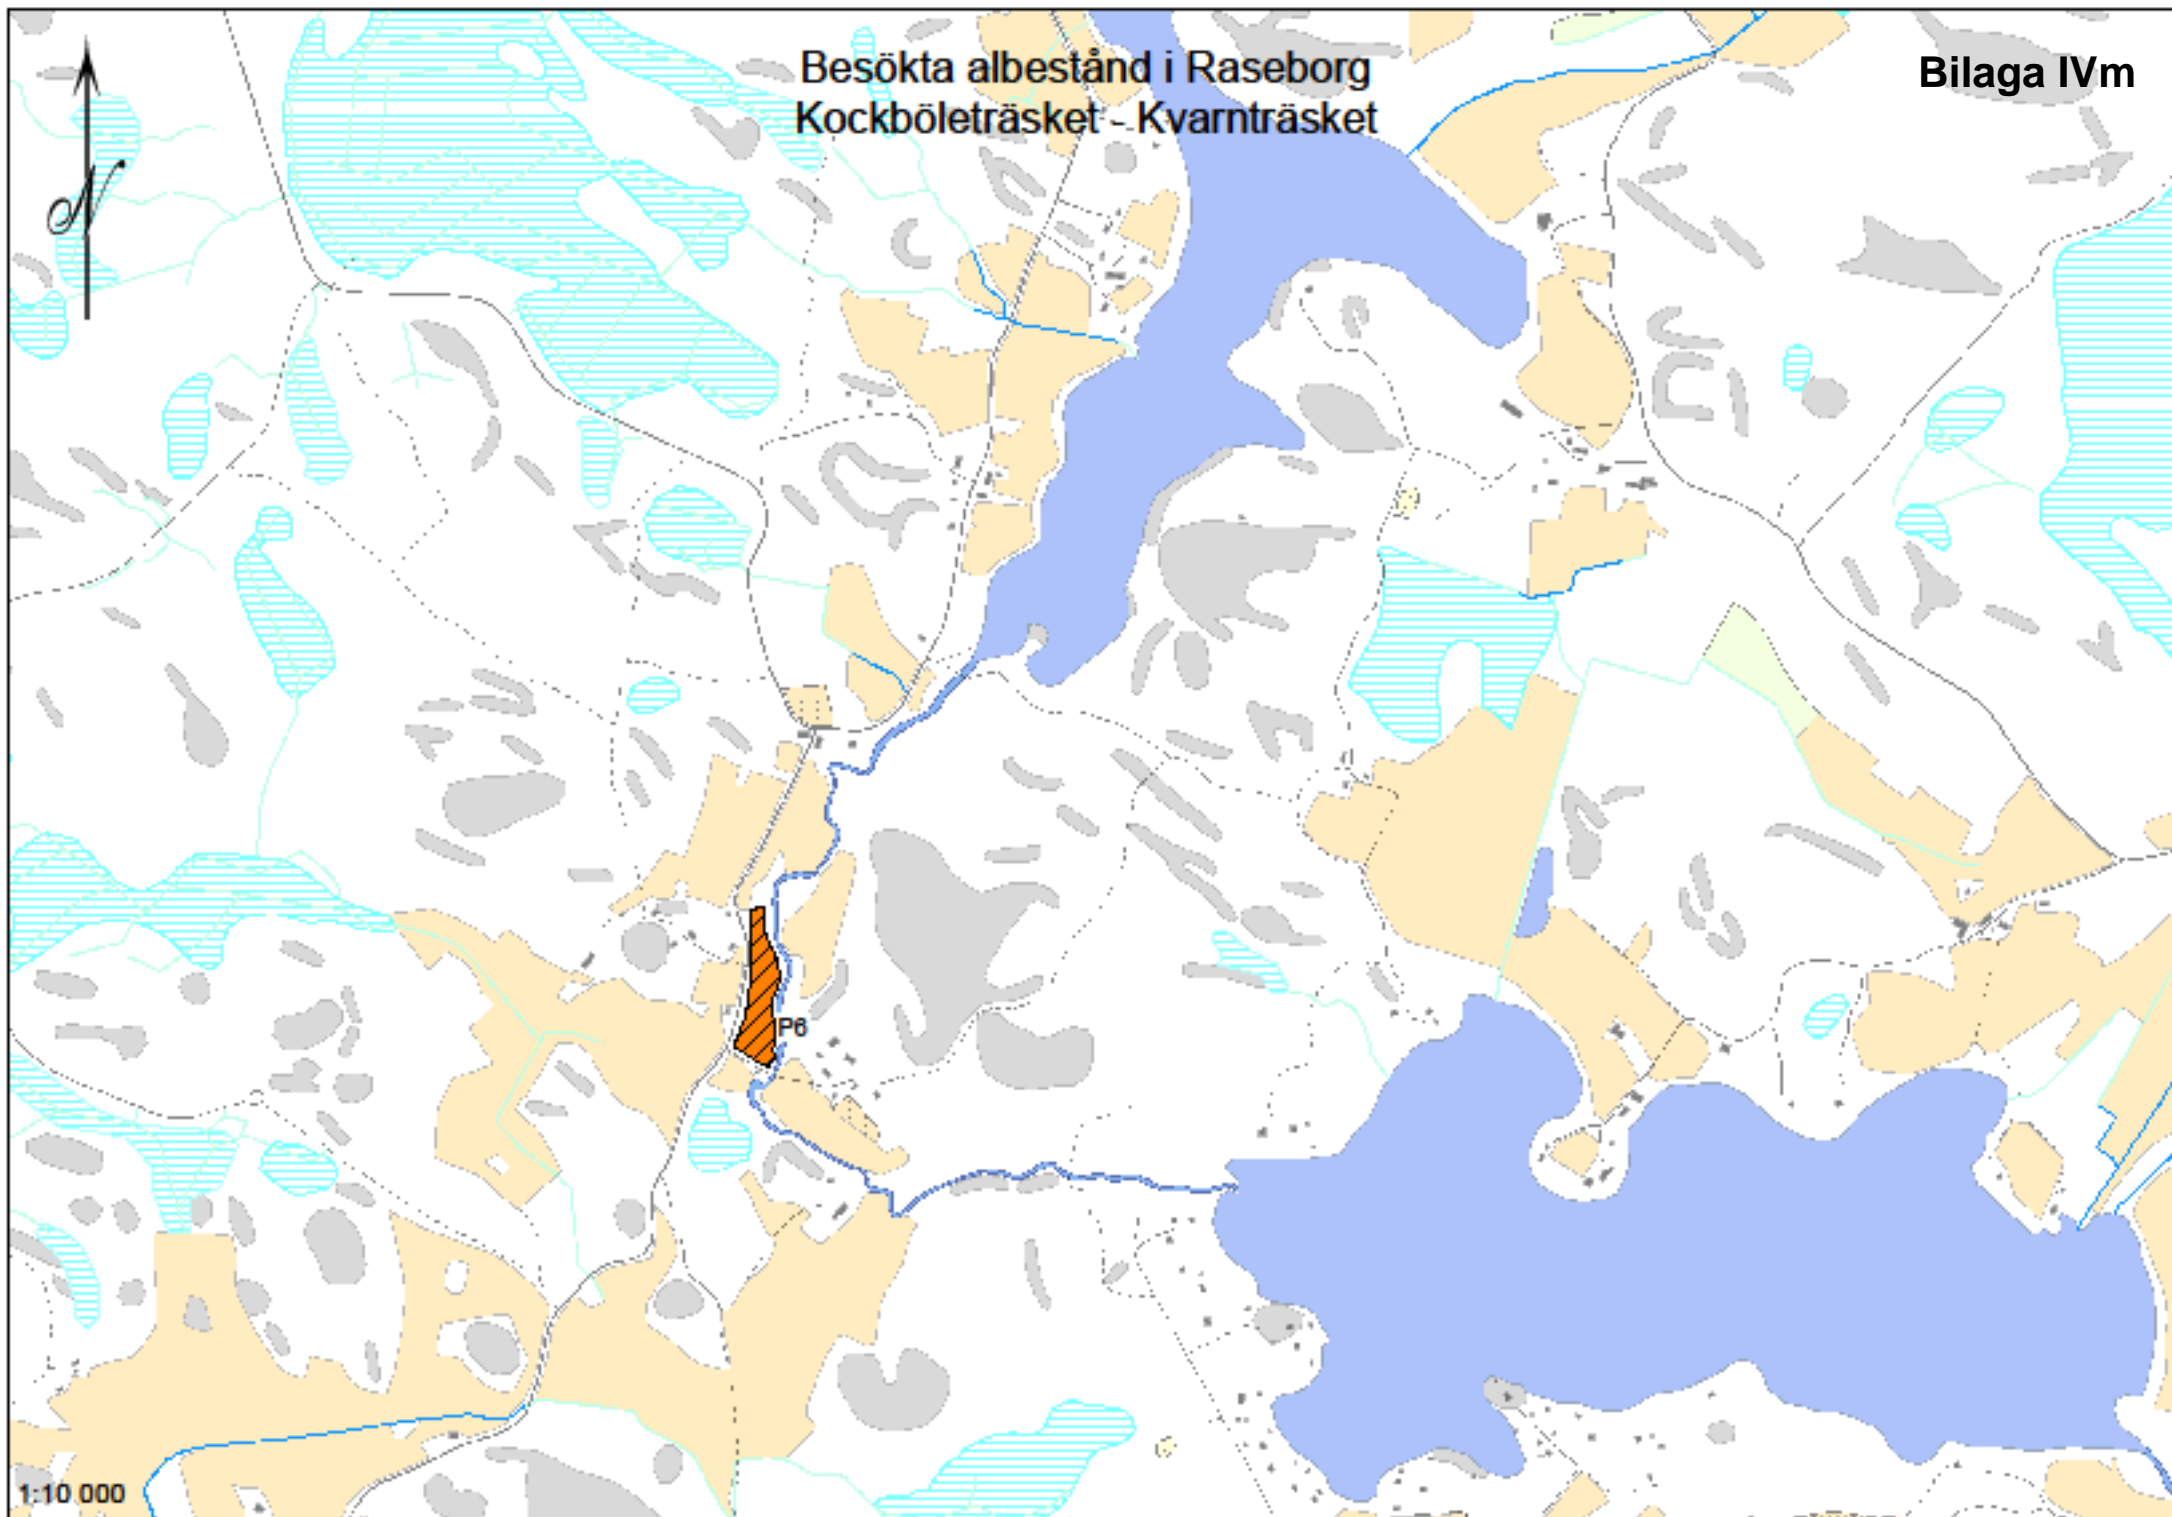 Besökta albestånd i Raseborg
Kockböleträsket - Kvarnträsket
Bilaga IVm
N
P6
1:10 000